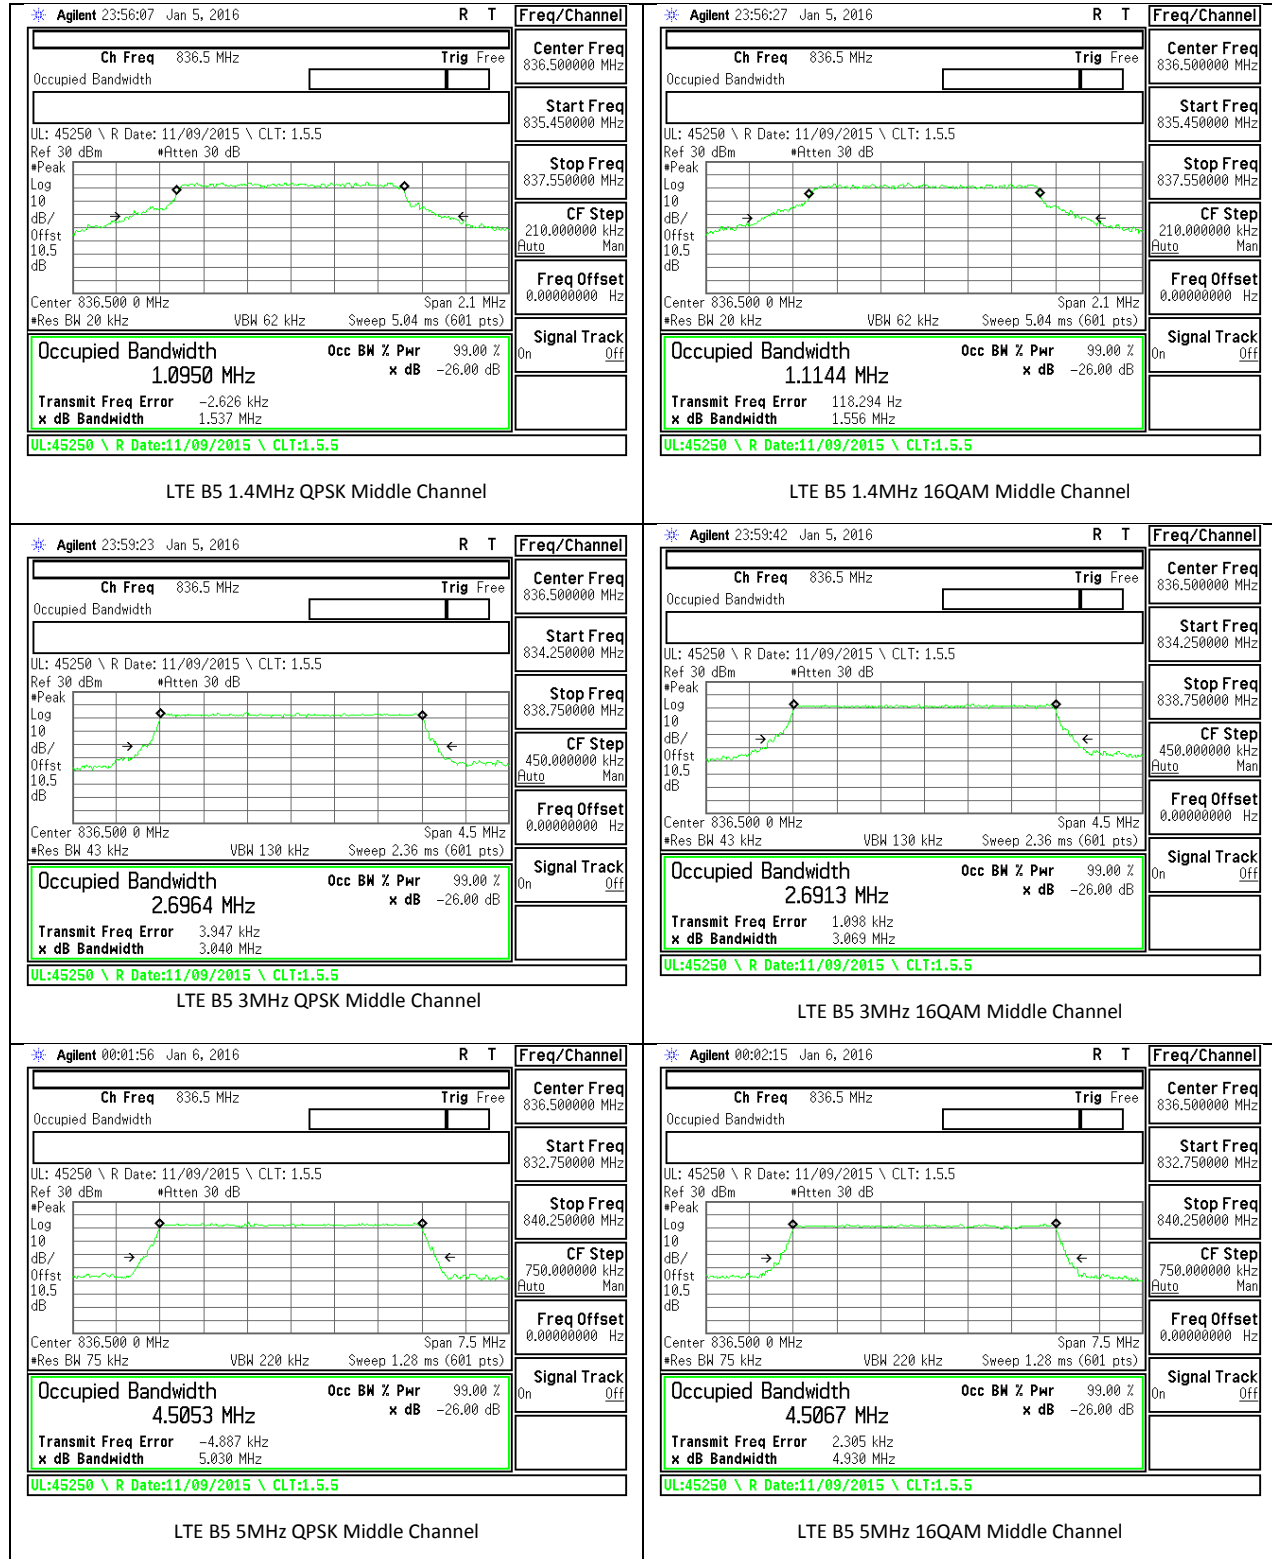 Agilent 23:56:07 Jan 5, 2016 R T Freq/Channel
Ch Freq 836.5 MHz Trig Free
Occupied Bandwidth
Center Freq
836.500000 MHz
Start Freq
835.450000 MHz
Stop Freq
837.550000 MHz
CF Step
210.000000 kHz
Auto Man
Freq Offset
0.00000000 Hz
Signal Track
On Off
UL: 45250 \ R Date: 11/09/2015 \ CLT: 1.5.5
Ref 30 dBm #Atten 30 dB
#Peak
Log
10
dB/
Offst
10.5
dB
Center 836.500 0 MHz Span 2.1 MHz
#Res BW 20 kHz VBW 62 kHz Sweep 5.04 ms (601 pts)
Occupied Bandwidth Occ BW % Pwr 99.00 %
1.0950 MHz x dB -26.00 dB
Transmit Freq Error -2.626 kHz
x dB Bandwidth 1.537 MHz
UL:45250 \ R Date:11/09/2015 \ CLT:1.5.5
LTE B5 1.4MHz QPSK Middle Channel
Agilent 23:56:27 Jan 5, 2016 R T Freq/Channel
Ch Freq 836.5 MHz Trig Free
Occupied Bandwidth
Center Freq
836.500000 MHz
Start Freq
835.450000 MHz
Stop Freq
837.550000 MHz
CF Step
210.000000 kHz
Auto Man
Freq Offset
0.00000000 Hz
Signal Track
On Off
UL: 45250 \ R Date: 11/09/2015 \ CLT: 1.5.5
Ref 30 dBm #Atten 30 dB
#Peak
Log
10
dB/
Offst
10.5
dB
Center 836.500 0 MHz Span 2.1 MHz
#Res BW 20 kHz VBW 62 kHz Sweep 5.04 ms (601 pts)
Occupied Bandwidth Occ BW % Pwr 99.00 %
1.1144 MHz x dB -26.00 dB
Transmit Freq Error 118.294 Hz
x dB Bandwidth 1.556 MHz
UL:45250 \ R Date:11/09/2015 \ CLT:1.5.5
LTE B5 1.4MHz 16QAM Middle Channel
Agilent 23:59:23 Jan 5, 2016 R T Freq/Channel
Ch Freq 836.5 MHz Trig Free
Occupied Bandwidth
Center Freq
836.500000 MHz
Start Freq
834.250000 MHz
Stop Freq
838.750000 MHz
CF Step
450.000000 kHz
Auto Man
Freq Offset
0.00000000 Hz
Signal Track
On Off
UL: 45250 \ R Date: 11/09/2015 \ CLT: 1.5.5
Ref 30 dBm #Atten 30 dB
#Peak
Log
10
dB/
Offst
10.5
dB
Center 836.500 0 MHz Span 4.5 MHz
#Res BW 43 kHz VBW 130 kHz Sweep 2.36 ms (601 pts)
Occupied Bandwidth Occ BW % Pwr 99.00 %
2.6964 MHz x dB -26.00 dB
Transmit Freq Error 3.947 kHz
x dB Bandwidth 3.040 MHz
UL:45250 \ R Date:11/09/2015 \ CLT:1.5.5
LTE B5 3MHz QPSK Middle Channel
Agilent 23:59:42 Jan 5, 2016 R T Freq/Channel
Ch Freq 836.5 MHz Trig Free
Occupied Bandwidth
Center Freq
836.500000 MHz
Start Freq
834.250000 MHz
Stop Freq
838.750000 MHz
CF Step
450.000000 kHz
Auto Man
Freq Offset
0.00000000 Hz
Signal Track
On Off
UL: 45250 \ R Date: 11/09/2015 \ CLT: 1.5.5
Ref 30 dBm #Atten 30 dB
#Peak
Log
10
dB/
Offst
10.5
dB
Center 836.500 0 MHz Span 4.5 MHz
#Res BW 43 kHz VBW 130 kHz Sweep 2.36 ms (601 pts)
Occupied Bandwidth Occ BW % Pwr 99.00 %
2.6913 MHz x dB -26.00 dB
Transmit Freq Error 1.098 kHz
x dB Bandwidth 3.069 MHz
UL:45250 \ R Date:11/09/2015 \ CLT:1.5.5
LTE B5 3MHz 16QAM Middle Channel
Agilent 00:01:56 Jan 6, 2016 R T Freq/Channel
Ch Freq 836.5 MHz Trig Free
Occupied Bandwidth
Center Freq
836.500000 MHz
Start Freq
832.750000 MHz
Stop Freq
840.250000 MHz
CF Step
750.000000 kHz
Auto Man
Freq Offset
0.00000000 Hz
Signal Track
On Off
UL: 45250 \ R Date: 11/09/2015 \ CLT: 1.5.5
Ref 30 dBm #Atten 30 dB
#Peak
Log
10
dB/
Offst
10.5
dB
Center 836.500 0 MHz Span 7.5 MHz
#Res BW 75 kHz VBW 220 kHz Sweep 1.28 ms (601 pts)
Occupied Bandwidth Occ BW % Pwr 99.00 %
4.5053 MHz x dB -26.00 dB
Transmit Freq Error -4.887 kHz
x dB Bandwidth 5.030 MHz
UL:45250 \ R Date:11/09/2015 \ CLT:1.5.5
LTE B5 5MHz QPSK Middle Channel
Agilent 00:02:15 Jan 6, 2016 R T Freq/Channel
Ch Freq 836.5 MHz Trig Free
Occupied Bandwidth
Center Freq
836.500000 MHz
Start Freq
832.750000 MHz
Stop Freq
840.250000 MHz
CF Step
750.000000 kHz
Auto Man
Freq Offset
0.00000000 Hz
Signal Track
On Off
UL: 45250 \ R Date: 11/09/2015 \ CLT: 1.5.5
Ref 30 dBm #Atten 30 dB
#Peak
Log
10
dB/
Offst
10.5
dB
Center 836.500 0 MHz Span 7.5 MHz
#Res BW 75 kHz VBW 220 kHz Sweep 1.28 ms (601 pts)
Occupied Bandwidth Occ BW % Pwr 99.00 %
4.5067 MHz x dB -26.00 dB
Transmit Freq Error 2.305 kHz
x dB Bandwidth 4.930 MHz
UL:45250 \ R Date:11/09/2015 \ CLT:1.5.5
LTE B5 5MHz 16QAM Middle Channel